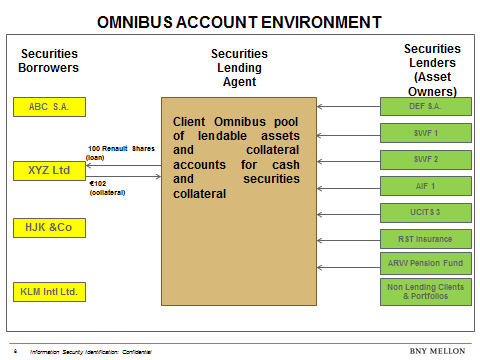 OMNIBUS ACCOUNT ENVIRONMENT
Securities
Borrowers
Securities
Lending
Agent
Securities
Lenders
(Asset
Owners)
ABC S.A.
XYZ Ltd
HJK &Co
KLM Intl Ltd.
100 Renault Shares
(loan)
€102
(collateral)
Client Omnibus pool
of lendable assets
and collateral
accounts for cash
and securities
collateral
DEF S.A.
SWF 1
SWF 2
AIF 1
UCITS 3
RST Insurance
ARW Pension Fund
Non Lending Clients
& Portfolios
Information Security Identification: Confidential
BNY MELLON